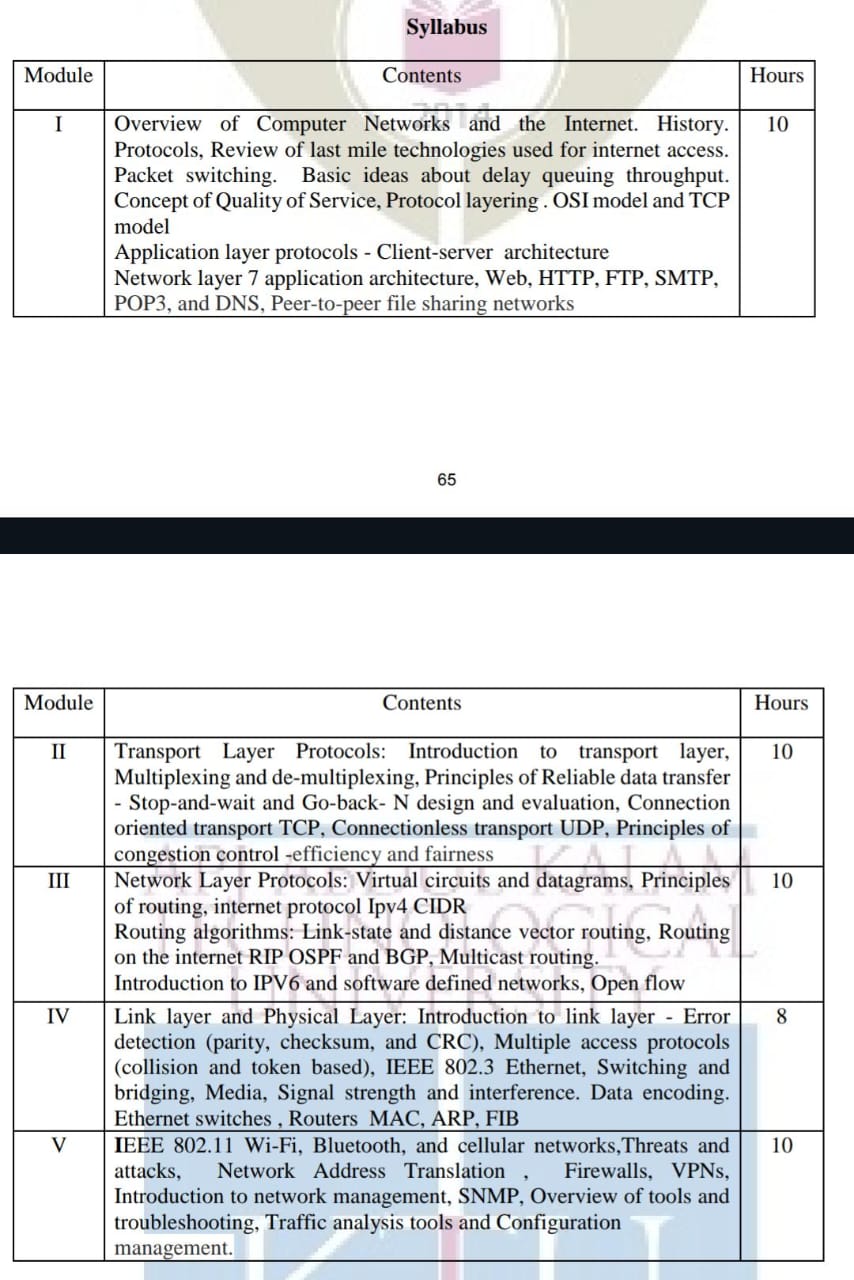 Syllabus
Module Contents Hours
2014
I Overview of Computer Networks and the Internet. History. 10
Protocols, Review of last mile technologies used for internet access.
Packet switching. Basic ideas about delay queuing throughput.
Concept of Quality of Service, Protocol layering . OSI model and TCP
model
Application layer protocols - Client-server architecture
Network layer 7 application architecture, Web, HTTP, FTP, SMTP,
POP3, and DNS, Peer-to-peer file sharing networks
65
Module Contents Hours
II Transport Layer Protocols: Introduction to transport layer, 10
Multiplexing and de-multiplexing, Principles of Reliable data transfer
- Stop-and-wait and Go-back- N design and evaluation, Connection
oriented transport TCP, Connectionless transport UDP, Principles of
congestion control -efficiency and fairness
III Network Layer Protocols: Virtual circuits and datagrams, Principles 10
of routing, internet protocol Ipv4 CIDR
Routing algorithms: Link-state and distance vector routing, Routing
on the internet RIP OSPF and BGP, Multicast routing.
Introduction to IPV6 and software defined networks, Open flow
IV Link layer and Physical Layer: Introduction to link layer - Error 8
detection (parity, checksum, and CRC), Multiple access protocols
(collision and token based), IEEE 802.3 Ethernet, Switching and
bridging, Media, Signal strength and interference. Data encoding.
Ethernet switches , Routers MAC, ARP, FIB
V IEEE 802.11 Wi-Fi, Bluetooth, and cellular networks,Threats and 10
attacks, Network Address Translation , Firewalls, VPNs,
Introduction to network management, SNMP, Overview of tools and
troubleshooting, Traffic analysis tools and Configuration
management.
API ABDUL KALAM
TECHNOLOGICAL
UNIVERSITY